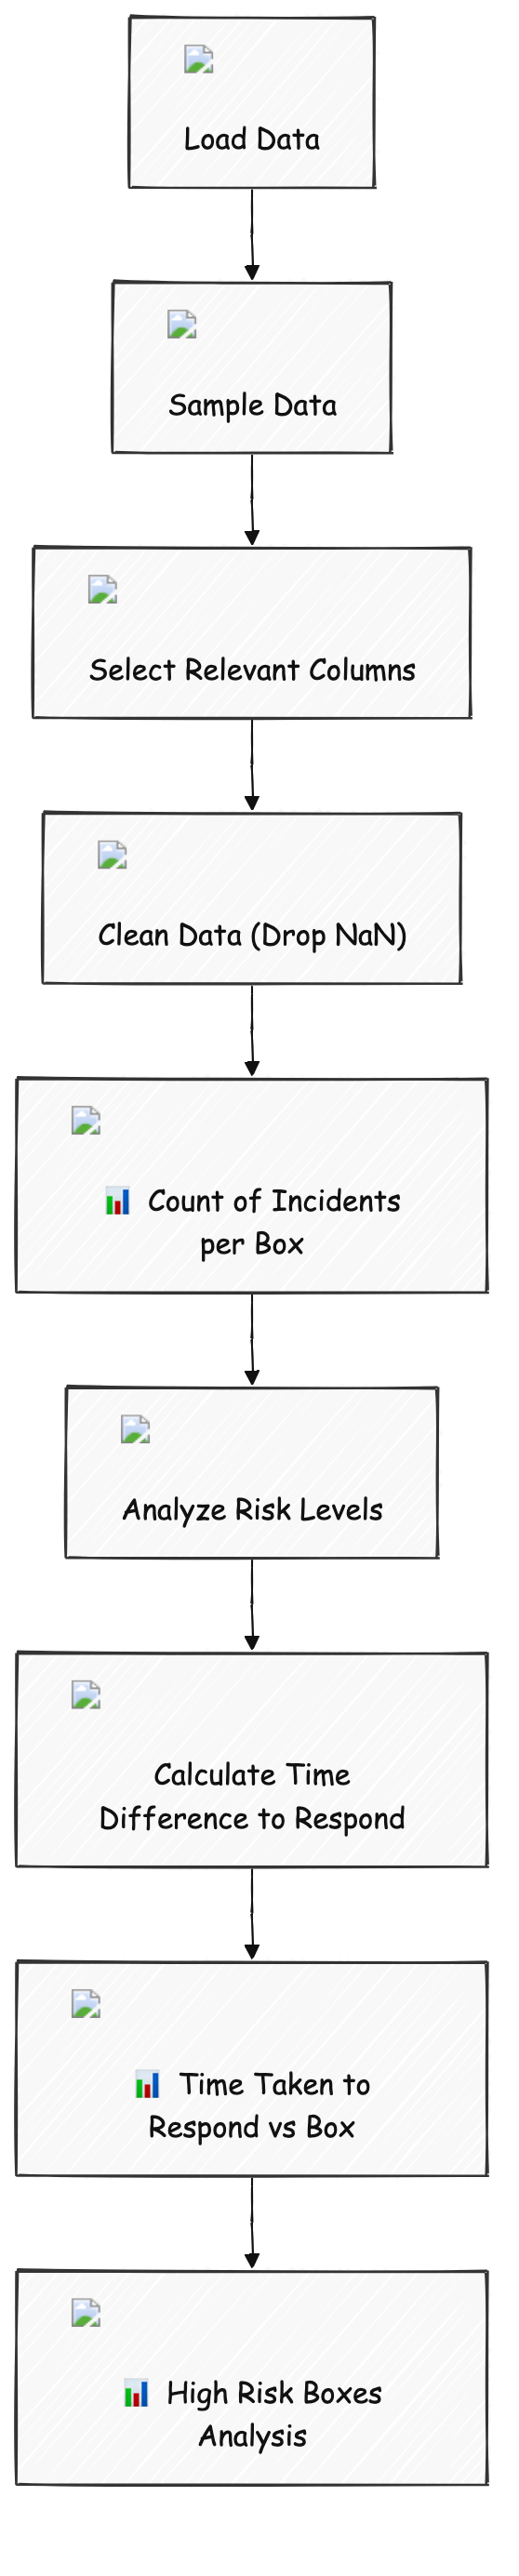 Load Data
Sample Data
Select Relevant Columns
Clean Data (Drop NaN)
📊 Count of Incidents
per Box
Analyze Risk Levels
Calculate Time
Difference to Respond
📊 Time Taken to
Respond vs Box
📊 High Risk Boxes
Analysis